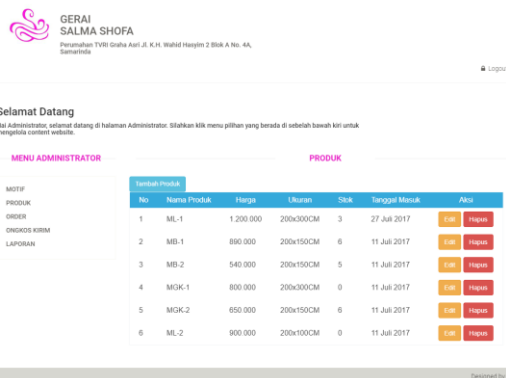 GERAI
SALMA SHOFA
Perumahan TVRI Graha Asri Jl. K.H. Wahid Hasyim 2 Blok A No. 4A,
Samarinda
Logou
Selamat Datang
Hai Administrator, selamat datang di halaman Administrator. Silahkan klik menu pilihan yang berada di sebelah bawah kiri untuk
mengelola content website.
MENU ADMINISTRATOR
MOTIF
PRODUK
ORDER
ONGKOS KIRIM
LAPORAN
PRODUK
Tambah Produk
No Nama Produk Harga Ukuran Stok Tanggal Masuk Aksi
1 ML-1 1.200.000 200x300CM 3 27 Juli 2017 Edit Hapus
2 MB-1 890.000 200x150CM 6 11 Juli 2017 Edit Hapus
3 MB-2 540.000 200x150CM 5 11 Juli 2017 Edit Hapus
4 MGK-1 800.000 200x300CM 0 11 Juli 2017 Edit Hapus
5 MGK-2 650.000 200x150CM 6 11 Juli 2017 Edit Hapus
6 ML-2 900.000 200x100CM 0 11 Juli 2017 Edit Hapus
Designed by